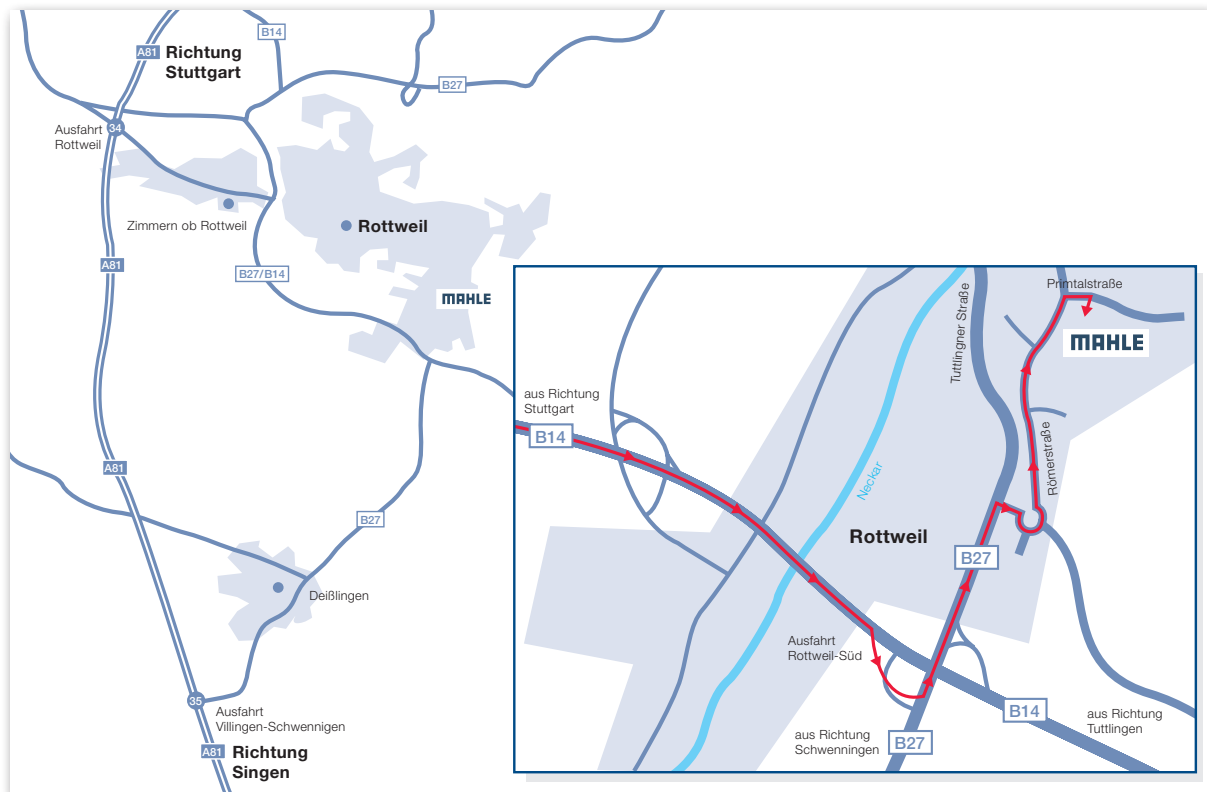 B14
A81
Richtung
Stuttgart
B27
34
Ausfahrt
Rottweil
Zimmern ob Rottweil
Rottweil
A81
B27/B14
MAHLE
A81
B27
Deißlingen
35
Ausfahrt
Villingen-Schwennigen
A81
Richtung
Singen
Primtalstraße
Tuttlingner Straße
MAHLE
aus Richtung
Stuttgart
B14
Römerstraße
Neckar
Rottweil
B27
Ausfahrt
Rottweil-Süd
B14
aus Richtung
Tuttlingen
aus Richtung
Schwenningen
B27